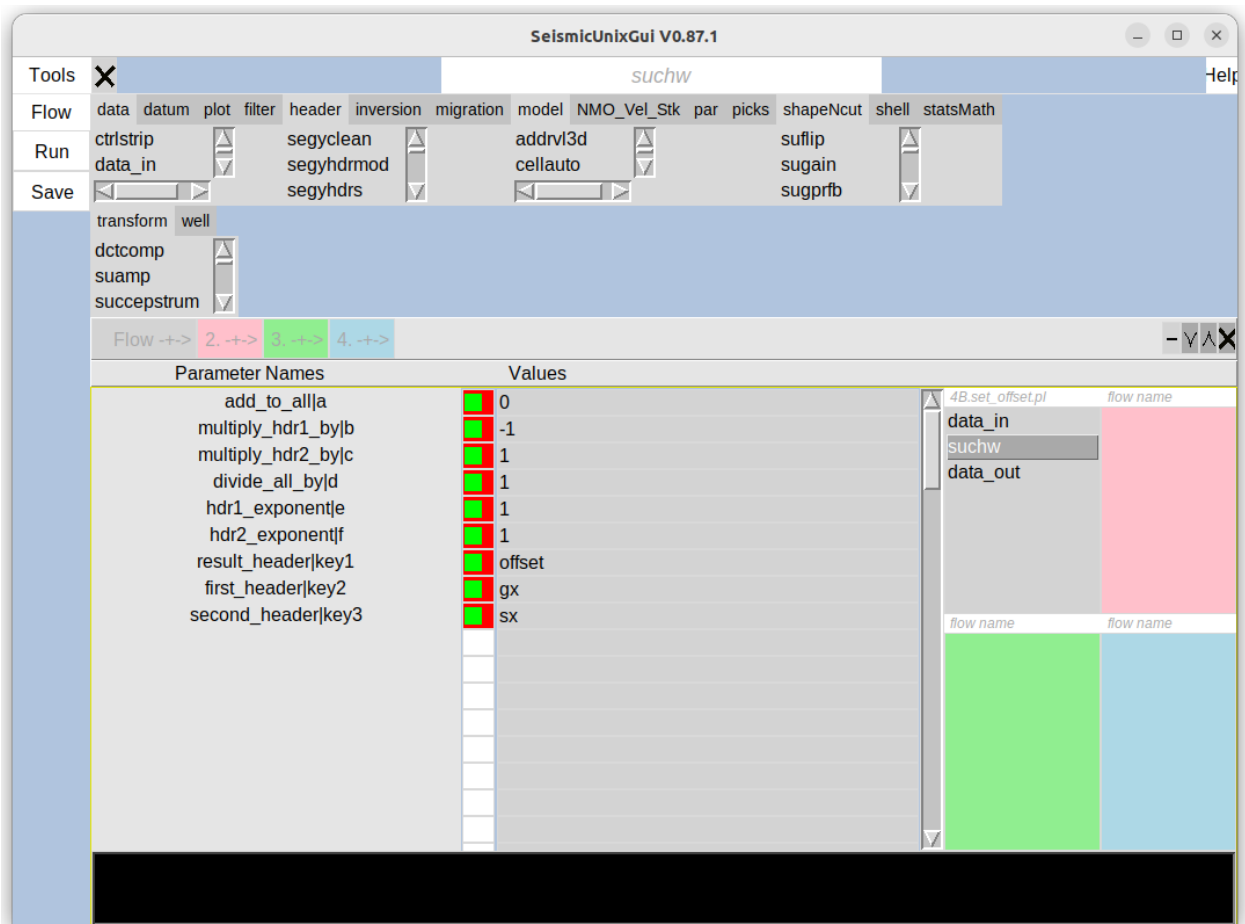 SeismicUnixGui V0.87.1
Tools suchw Help
Flow data datum plot filter header inversion migration model NMO_Vel_Stk par picks shapeNcut shell statsMath
ctrlstrip segyclean addrvl3d suflip
Run data_in segyhdrmod cellauto sugain
Save segyhdrs sugprfb
transform well
dctcomp
suamp
succepstrum
Flow -+-> 2. -+-> 3. -+-> 4. -+->
Parameter Names Values
add_to_all|a 0
multiply_hdr1_by|b -1
multiply_hdr2_by|c 1
divide_all_by|d 1
hdr1_exponent|e 1
hdr2_exponent|f 1
result_header|key1 offset
first_header|key2 gx
second_header|key3 sx
4B.set_offset.pl flow name
data_in
suchw
data_out
flow name flow name